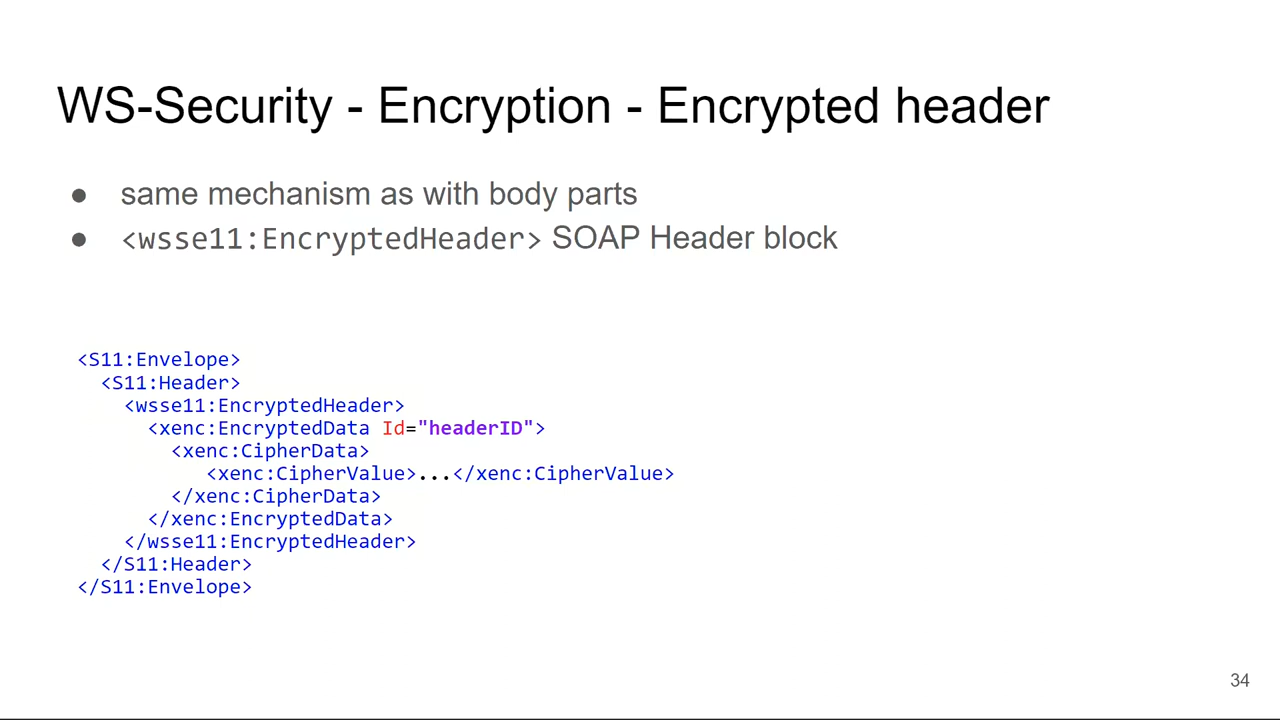 WS-Security - Encryption - Encrypted header
● same mechanism as with body parts
● <wsse11:EncryptedHeader> SOAP Header block
<S11:Envelope>
  <S11:Header>
    <wsse11:EncryptedHeader>
      <xenc:EncryptedData Id="headerID">
        <xenc:CipherData>
           <xenc:CipherValue>...</xenc:CipherValue>
        </xenc:CipherData>
      </xenc:EncryptedData>
    </wsse11:EncryptedHeader>
  </S11:Header>
</S11:Envelope>
34